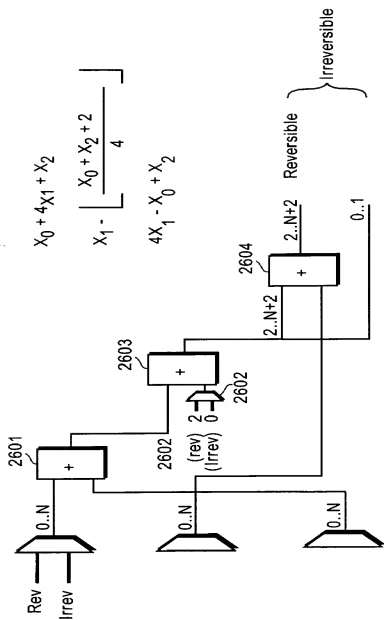 X₀ + 4X₁ + X₂
X₁ - [ X₀ + X₂ + 2
4 ]
4X₁ - X₀ + X₂
Rev
Irrev
0..N
2601
+
2602
2603
+
(rev) 2
(Irrev) 0
2602
2604
+
2..N+2
2..N+2
Reversible
0..1
Irreversible
0..N
0..N